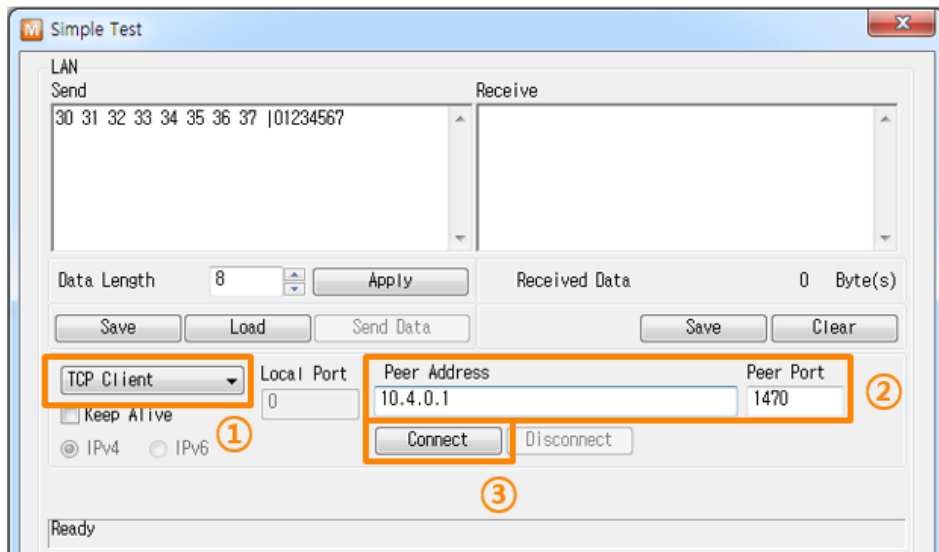 M Simple Test
LAN
Send Receive
30 31 32 33 34 35 36 37 |01234567
Data Length 8 Apply Received Data 0 Byte(s)
Save Load Send Data Save Clear
TCP Client Local Port Peer Address Peer Port
0 10.4.0.1 1470 ②
Keep Alive ①
IPv4 IPv6 Connect Disconnect
③
Ready